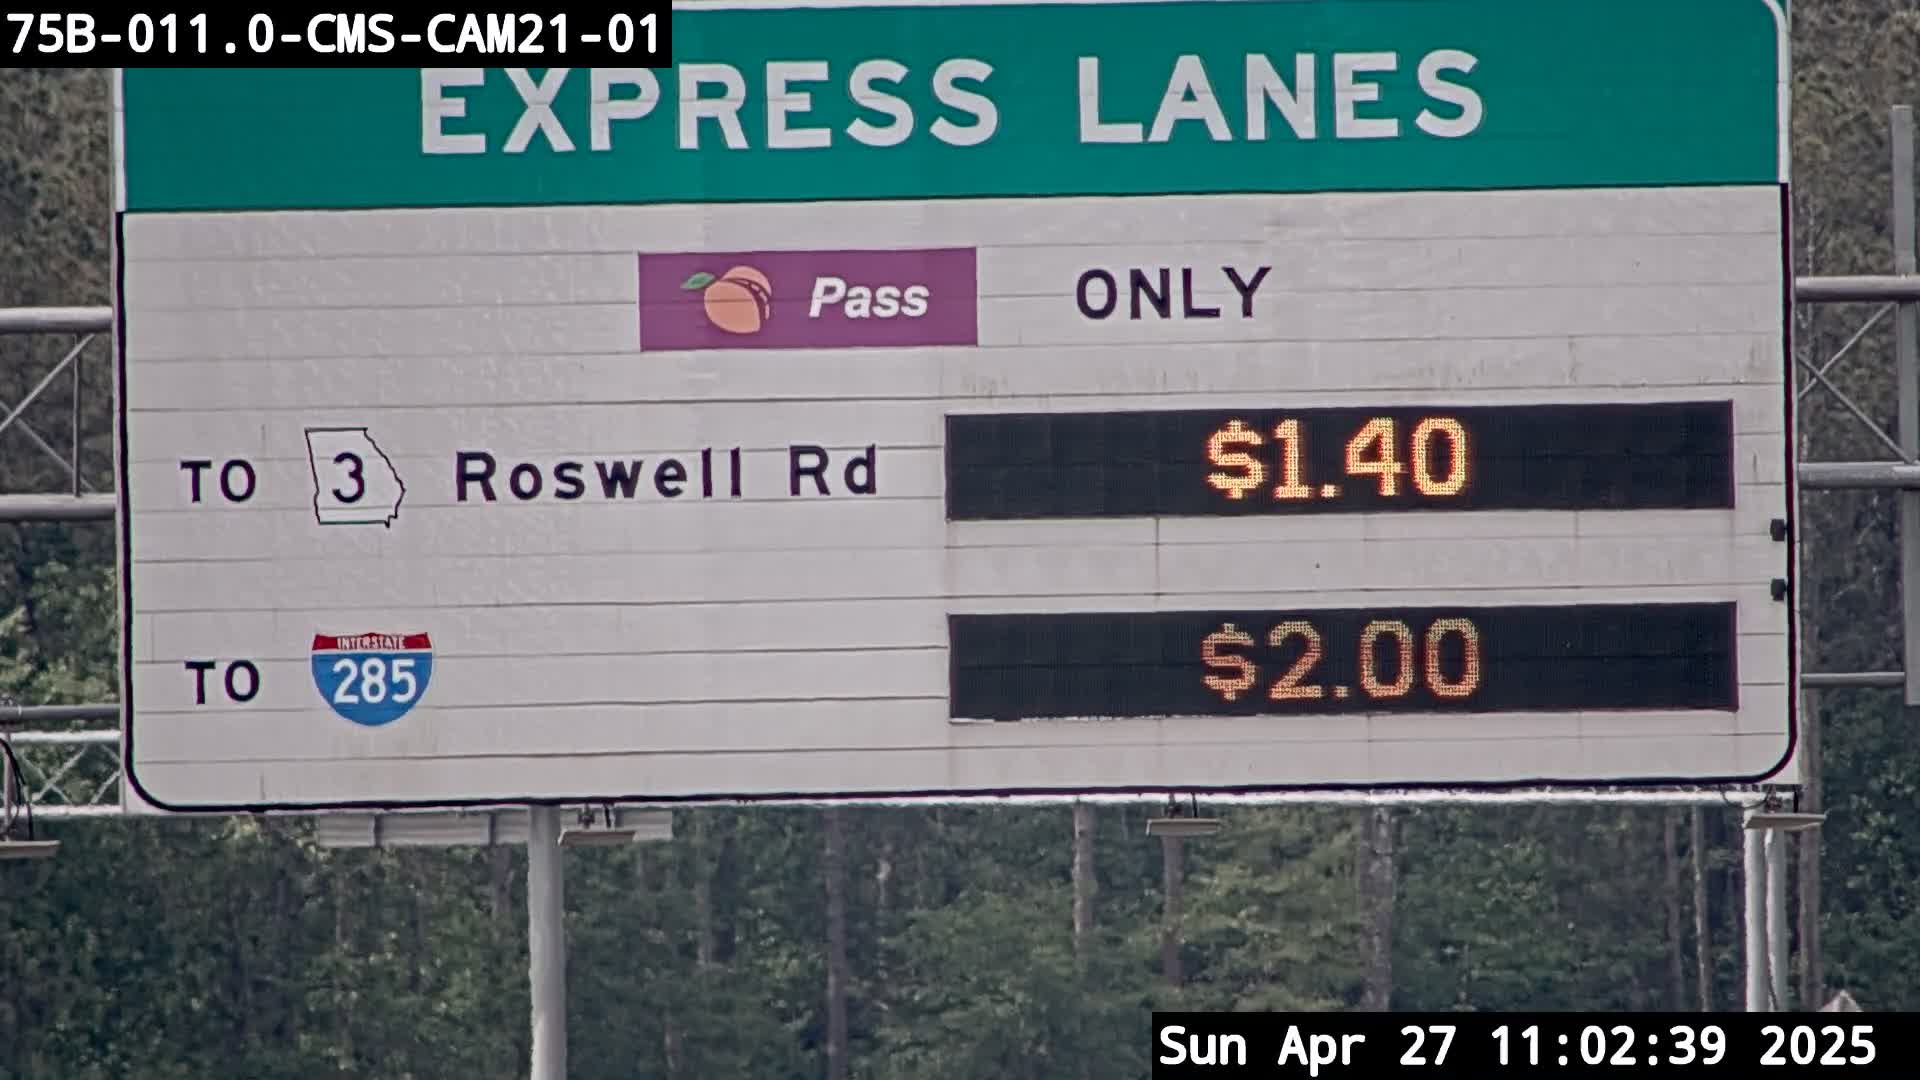 75B-011.0-CMS-CAM21-01
EXPRESS LANES
Pass ONLY
TO 3 Roswell Rd $1.40
TO INTERSTATE 285 $2.00
Sun Apr 27 11:02:39 2025